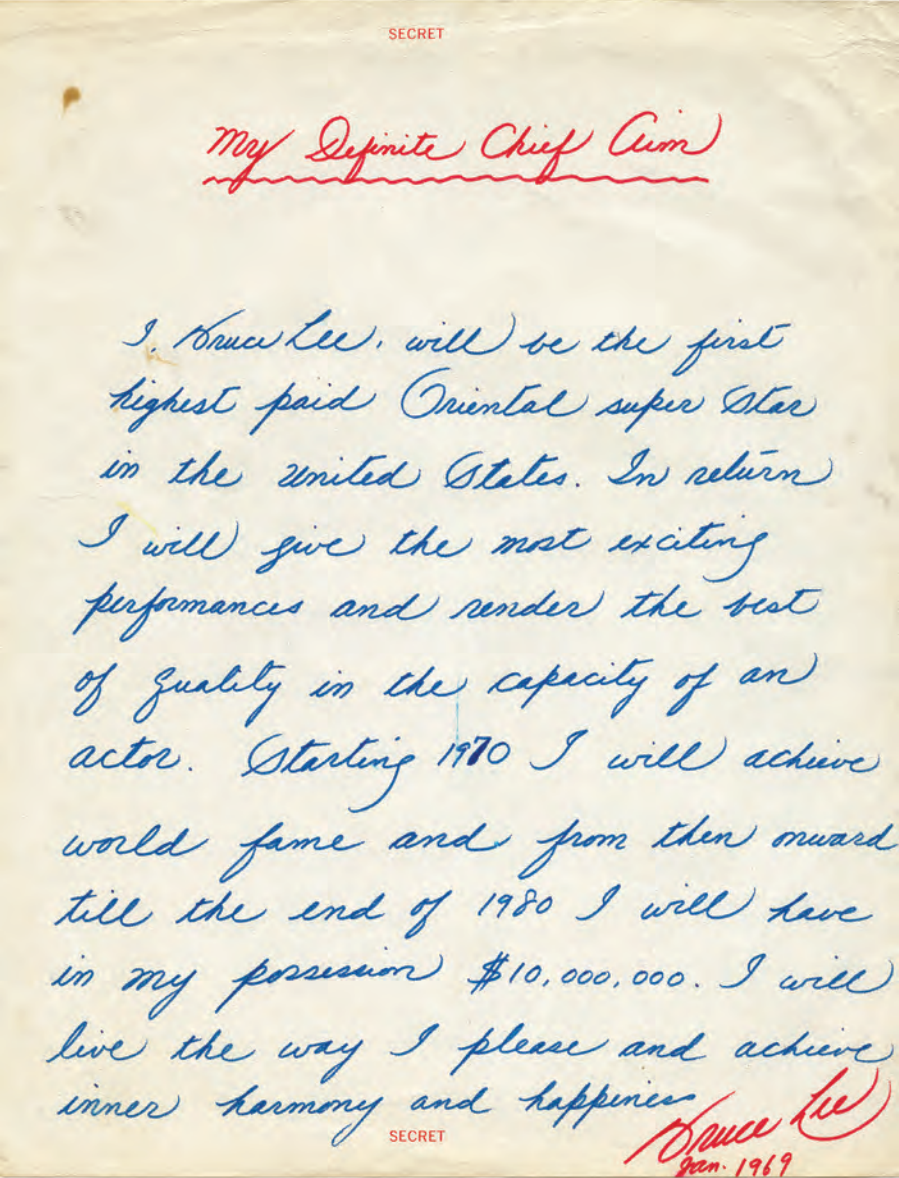 SECRET
My Definite Chief Aim
I, Bruce Lee, will be the first
highest paid Oriental super star
in the United States. In return
I will give the most exciting
performances and render the best
of quality in the capacity of an
actor. Starting 1970 I will achieve
world fame and from then onward
till the end of 1980 I will have
in my possession $10,000,000. I will
live the way I please and achieve
inner harmony and happiness
Bruce Lee
Jan. 1969
SECRET